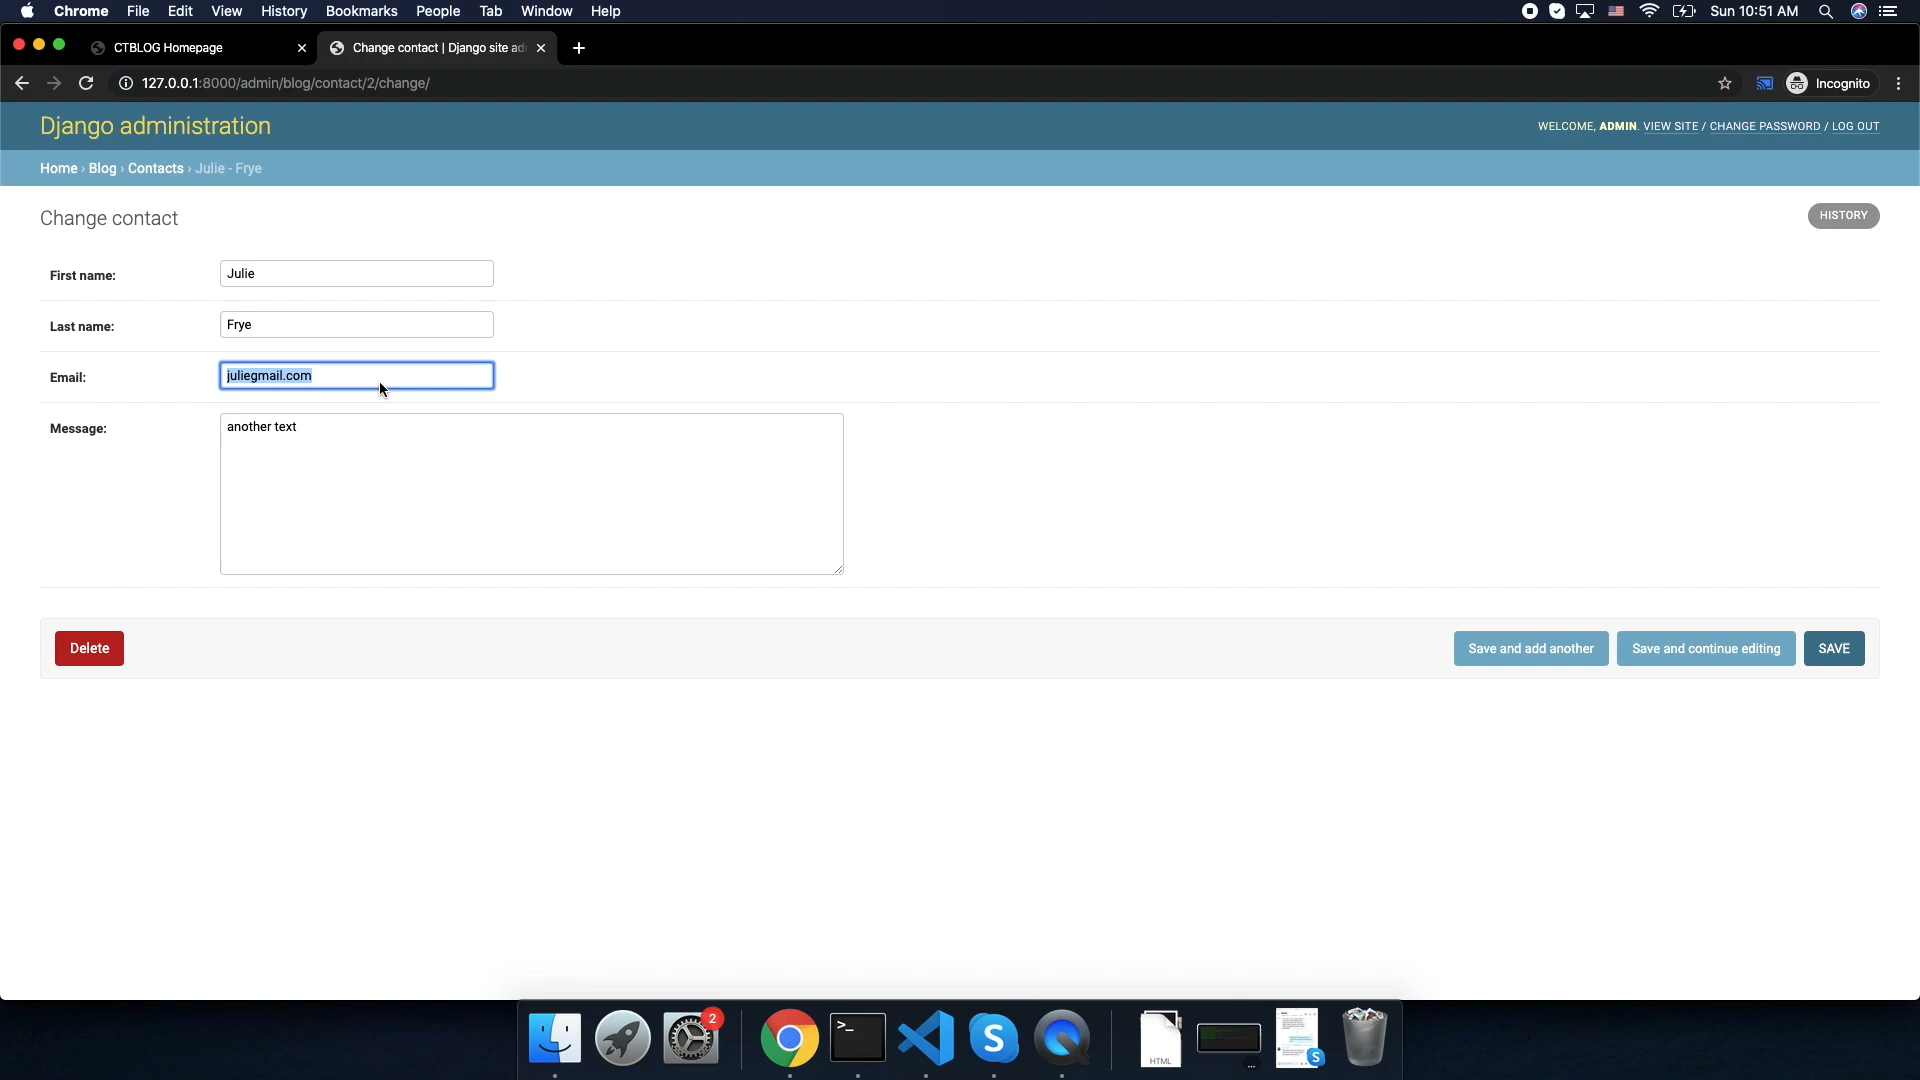 Chrome File Edit View History Bookmarks People Tab Window Help Sun 10:51 AM
CTBLOG Homepage Change contact | Django site ad
127.0.0.1:8000/admin/blog/contact/2/change/ Incognito
Django administration WELCOME, ADMIN. VIEW SITE / CHANGE PASSWORD / LOG OUT
Home › Blog › Contacts › Julie - Frye
Change contact HISTORY
First name: Julie
Last name: Frye
Email: juliegmail.com
Message: another text
Delete Save and add another Save and continue editing SAVE
2
>_
S
HTML
S